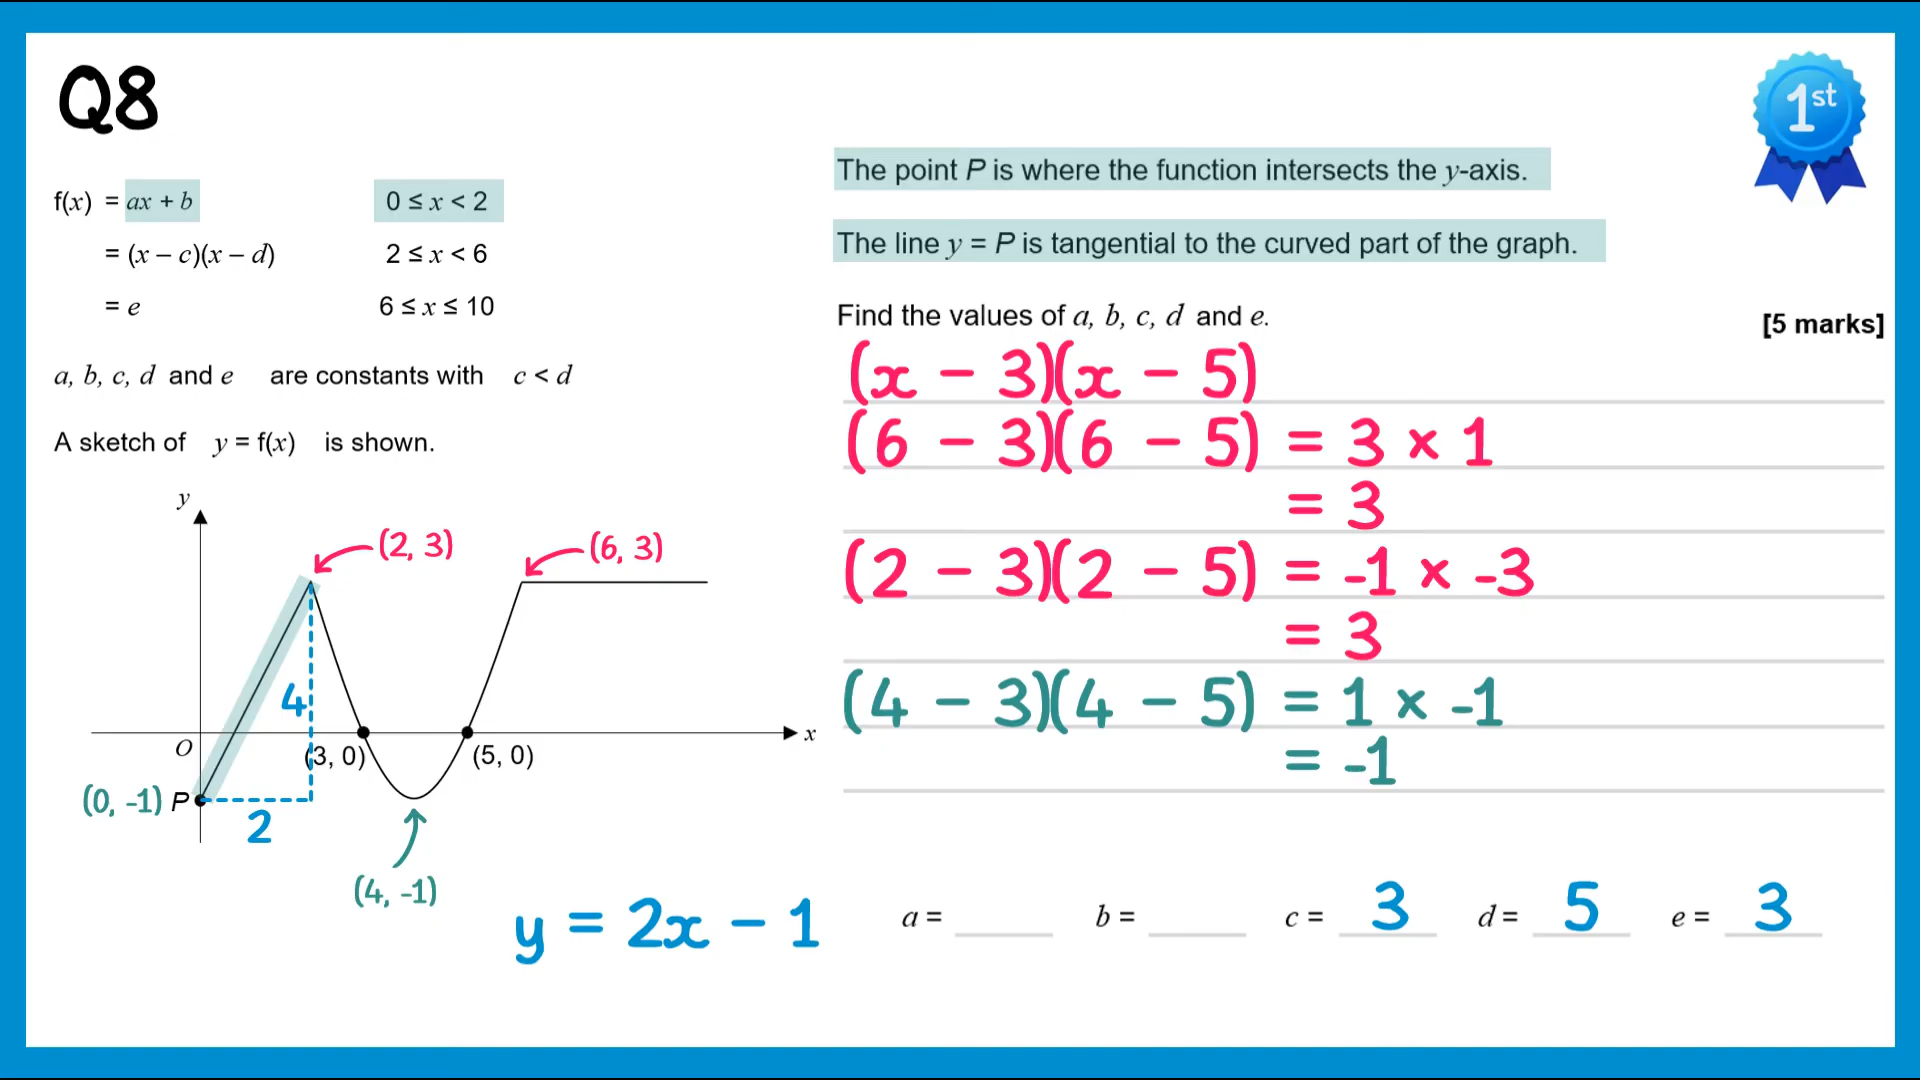 Q8
1st
f(x) = ax + b 0 ≤ x < 2
= (x – c)(x – d) 2 ≤ x < 6
= e 6 ≤ x ≤ 10
a, b, c, d and e are constants with c < d
A sketch of y = f(x) is shown.
y
(2, 3)
(6, 3)
4
O
(3, 0)
(5, 0)
x
(0, -1) P
2
(4, -1)
y = 2x – 1
The point P is where the function intersects the y-axis.
The line y = P is tangential to the curved part of the graph.
Find the values of a, b, c, d and e.
[5 marks]
(x – 3)(x – 5)
(6 – 3)(6 – 5) = 3 × 1
= 3
(2 – 3)(2 – 5) = -1 × -3
= 3
(4 – 3)(4 – 5) = 1 × -1
= -1
a = b = c = 3 d = 5 e = 3